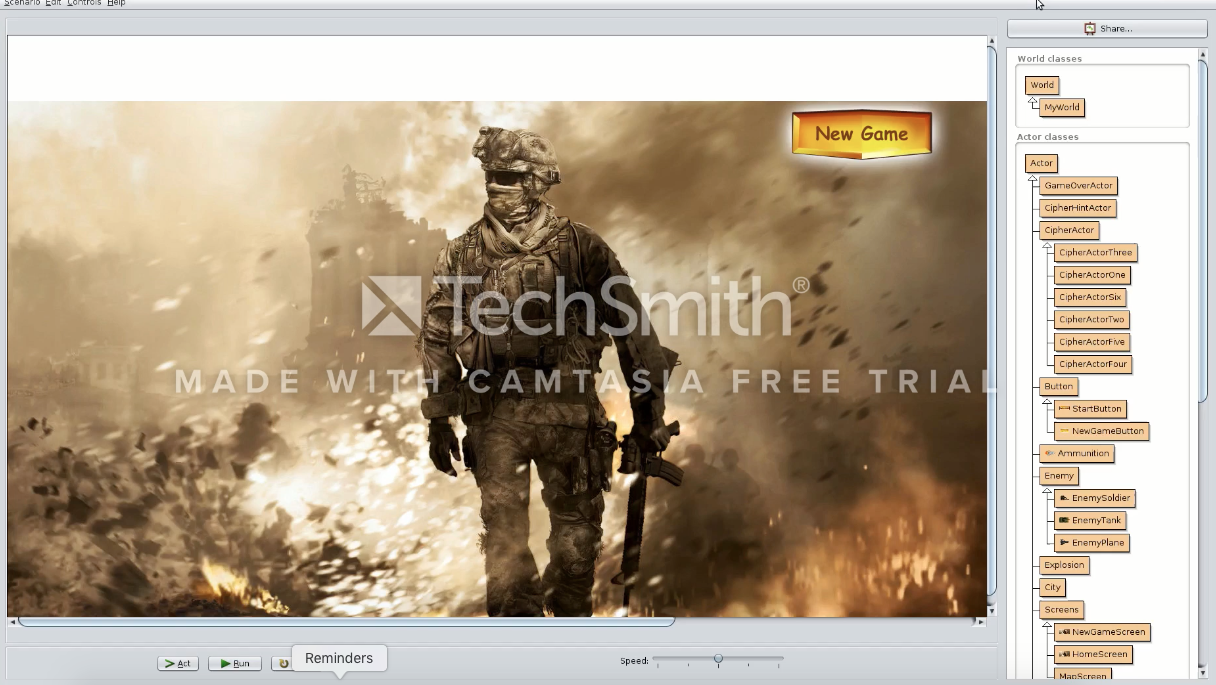 Scenario Edit Controls Help
Share...
World classes
World
MyWorld
New Game
Actor classes
Actor
GameOverActor
CipherHintActor
CipherActor
CipherActorThree
CipherActorOne
CipherActorSix
CipherActorTwo
CipherActorFive
CipherActorFour
Button
StartButton
NewGameButton
Ammunition
Enemy
EnemySoldier
EnemyTank
EnemyPlane
Explosion
City
Screens
NewGameScreen
HomeScreen
MapScreen
TechSmith®
MADE WITH CAMTASIA FREE TRIAL
Act
Run
Reminders
Speed: